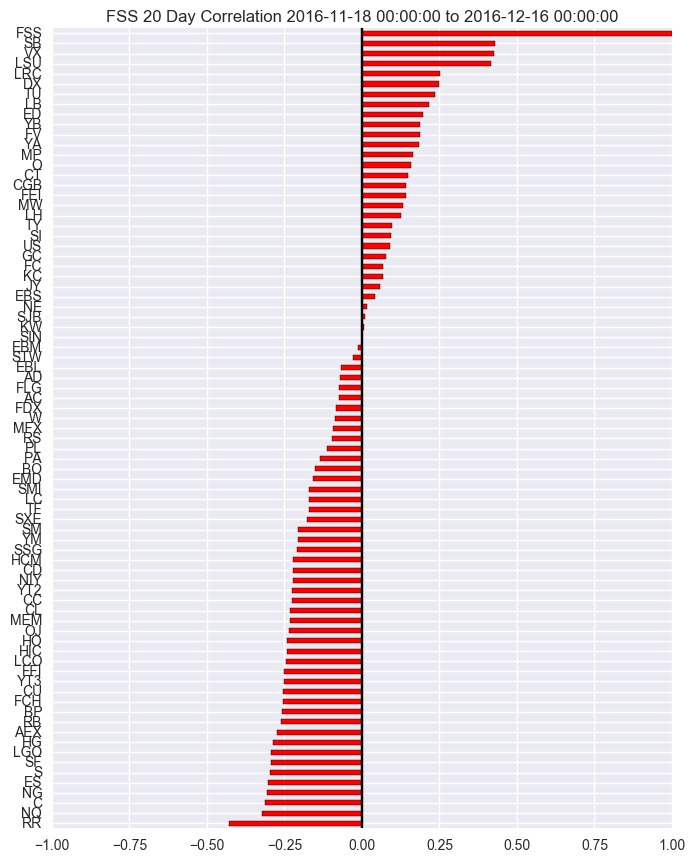 FSS 20 Day Correlation 2016-11-18 00:00:00 to 2016-12-16 00:00:00
FSS
SB
VX
LSU
LRC
DX
TU
LB
ED
YB
FV
YA
MP
O
CT
CGB
MW
LH
TY
SI
US
GC
FC
KC
JY
EBS
NE
SJB
KW
SIN
EBM
STW
EBL
AD
FLG
AC
FDX
W
MFX
RS
PL
PA
BO
EMD
SMI
LC
TF
SXE
SM
YM
SSG
HCM
CD
NIY
YT2
CC
CL
MEM
OJ
HO
HIC
LCO
YT3
CU
FCH
BP
RB
AEX
HG
LGO
SF
S
ES
NG
C
NQ
RR
−1.00 −0.75 −0.50 −0.25 0.00 0.25 0.50 0.75 1.00